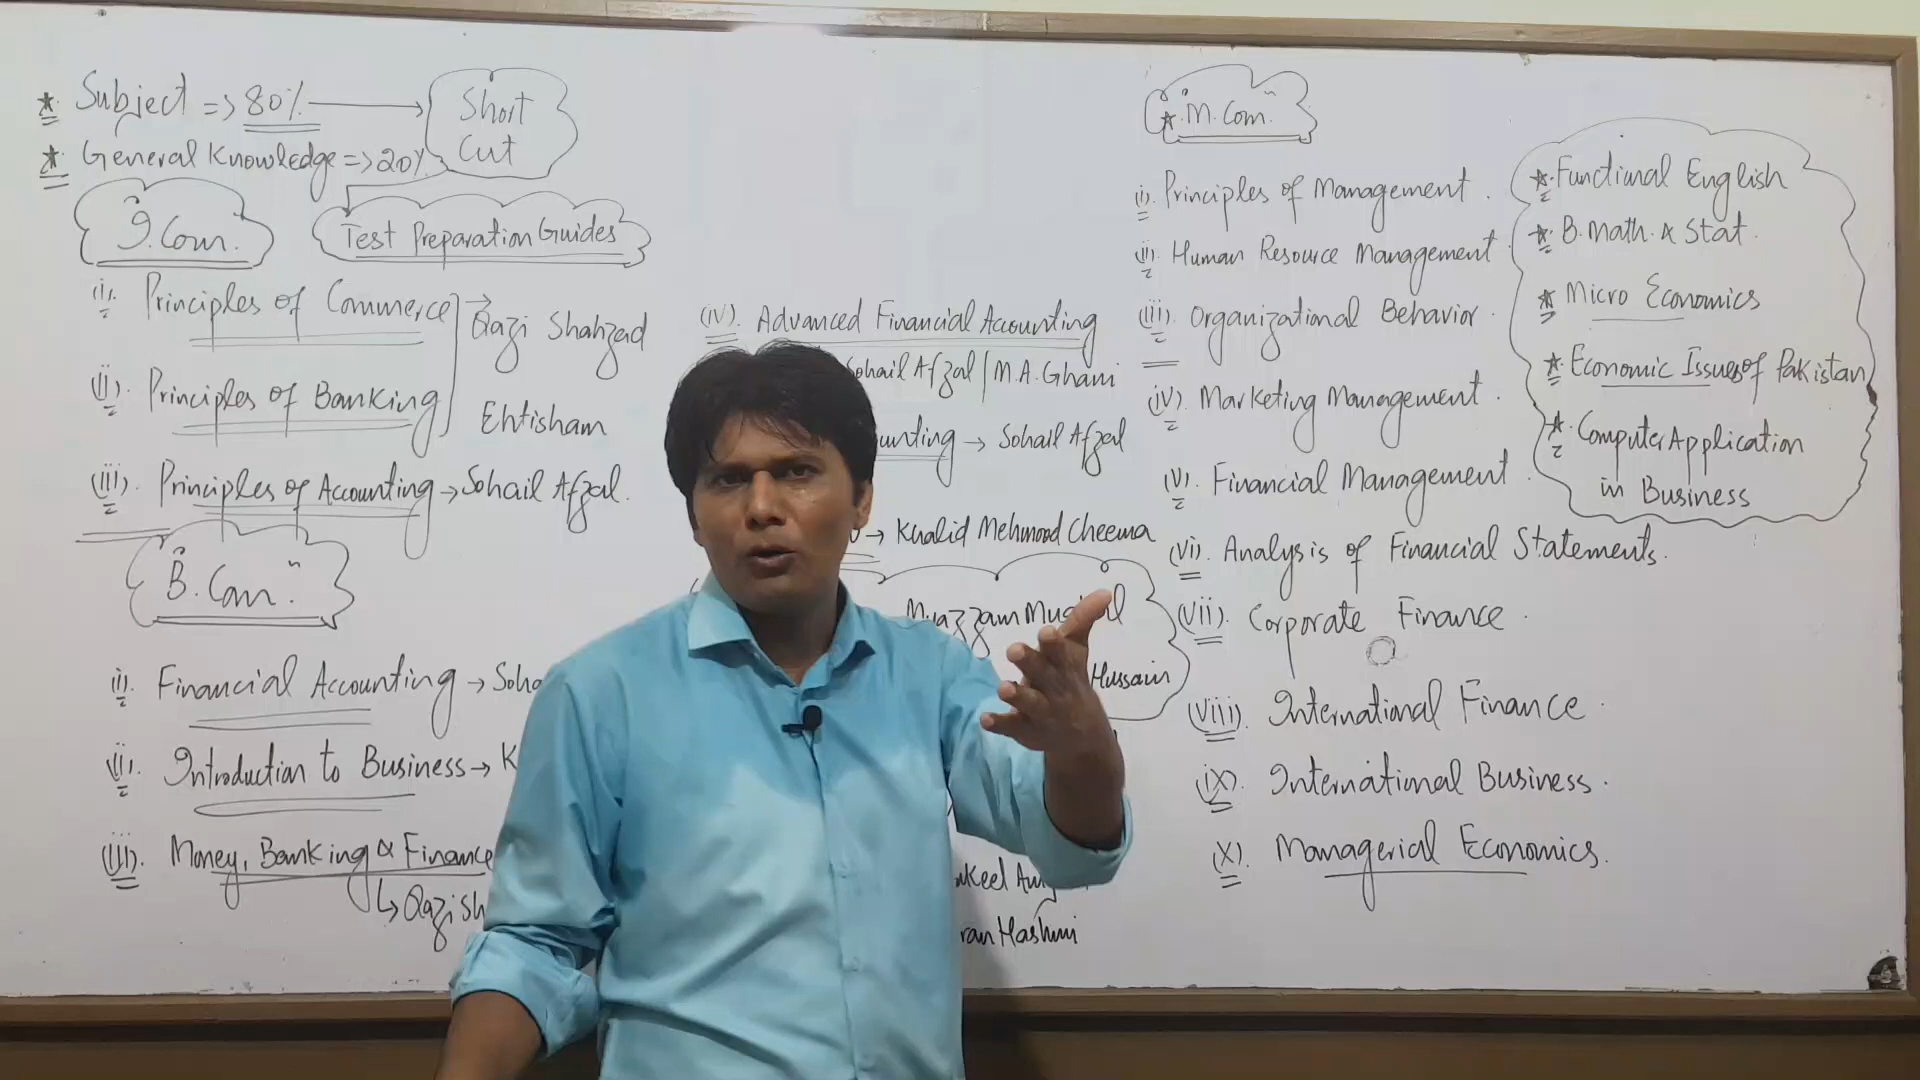 * Subject => 80% → Short Cut
* General Knowledge => 20%
"I.Com."
Test Preparation Guides
(i). Principles of Commerce → Qazi Shahzad
(ii). Principles of Banking Ehtisham
(iii). Principles of Accounting → Sohail Afzal.
"B.Com."
(i). Financial Accounting → Soha
(ii). Introduction to Business → K
(iii). Money, Banking & Finance
↳ Qazi Sh
(iv). Advanced Financial Accounting
Sohail Afzal / M.A. Ghani
unting → Sohail Afzal
→ Khalid Mehmood Cheema
Hussain
ran Hashmi
* "M.Com."
(i). Principles of Management.
(ii). Human Resource Management
(iii). Organizational Behavior.
(iv). Marketing Management.
(v). Financial Management.
(vi). Analysis of Financial Statements.
(vii). Corporate Finance.
(viii). International Finance.
(ix). International Business.
(x). Managerial Economics.
* Functional English
* B.Math. & Stat.
* Micro Economics
* Economic Issues of Pakistan
* Computer Application
in Business